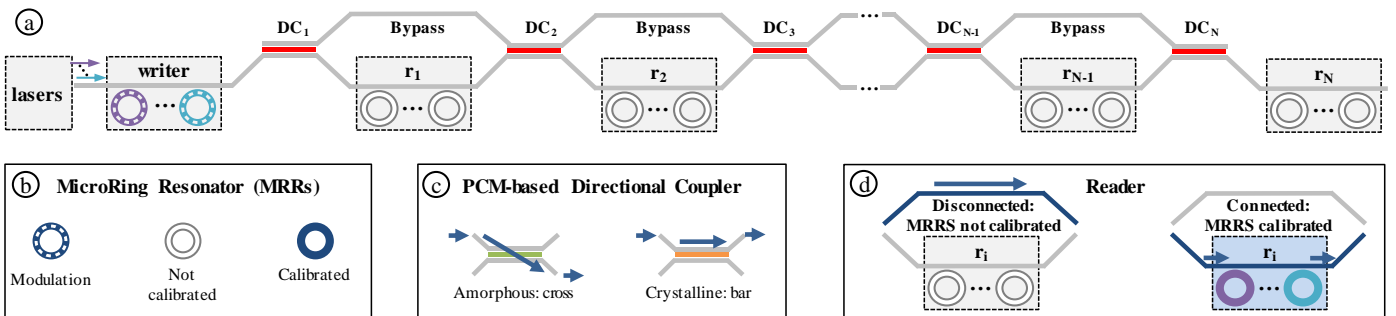 a
DC1 Bypass DC2 Bypass DC3 ... DCN-1 Bypass DCN
lasers writer r1 r2 ... rN-1 rN
... ... ... ... ...
b MicroRing Resonator (MRRs)
Modulation
Not
calibrated
Calibrated
c PCM-based Directional Coupler
Amorphous: cross
Crystalline: bar
d Reader
Disconnected:
MRRS not calibrated
ri
...
Connected:
MRRS calibrated
ri
...